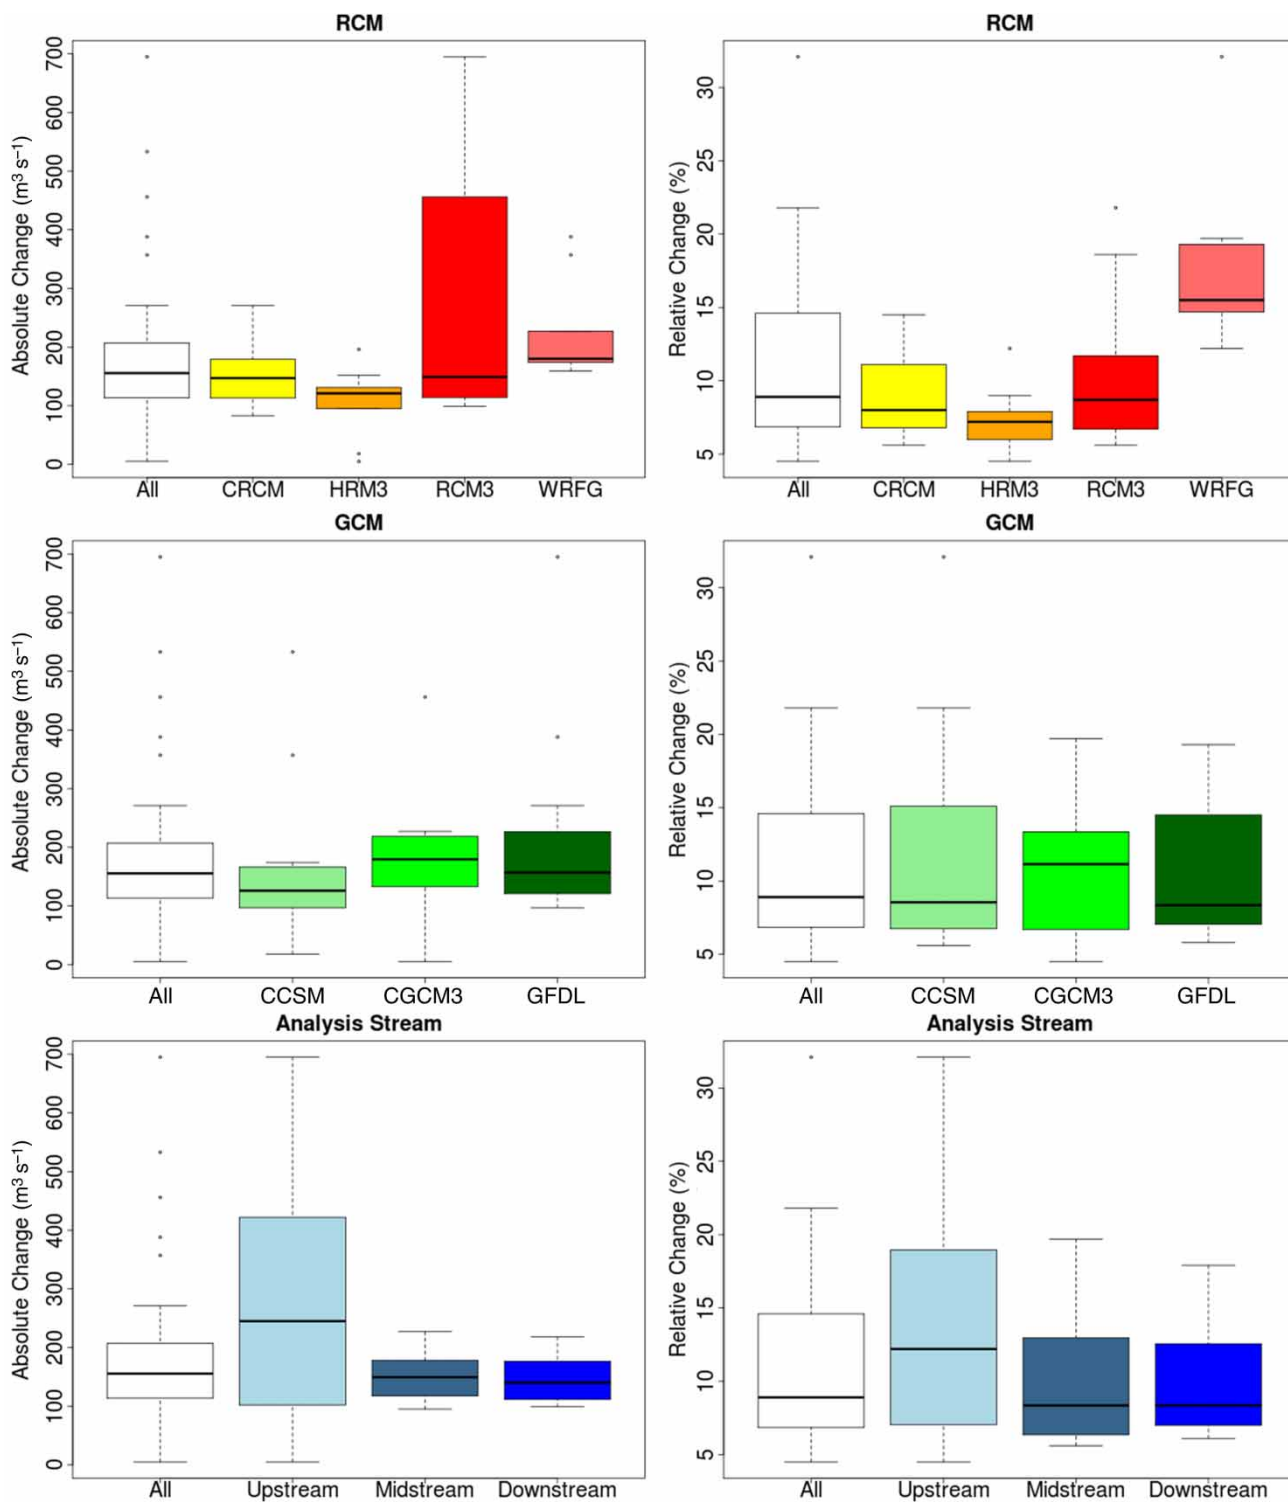 RCM
Absolute Change (m³ s⁻¹)
700
600
500
400
300
200
100
0
All CRCM HRM3 RCM3 WRFG
RCM
Relative Change (%)
30
25
20
15
10
5
All CRCM HRM3 RCM3 WRFG
GCM
Absolute Change (m³ s⁻¹)
700
600
500
400
300
200
100
0
All CCSM CGCM3 GFDL
GCM
Relative Change (%)
30
25
20
15
10
5
All CCSM CGCM3 GFDL
Analysis Stream
Absolute Change (m³ s⁻¹)
700
600
500
400
300
200
100
0
All Upstream Midstream Downstream
Analysis Stream
Relative Change (%)
30
25
20
15
10
5
All Upstream Midstream Downstream